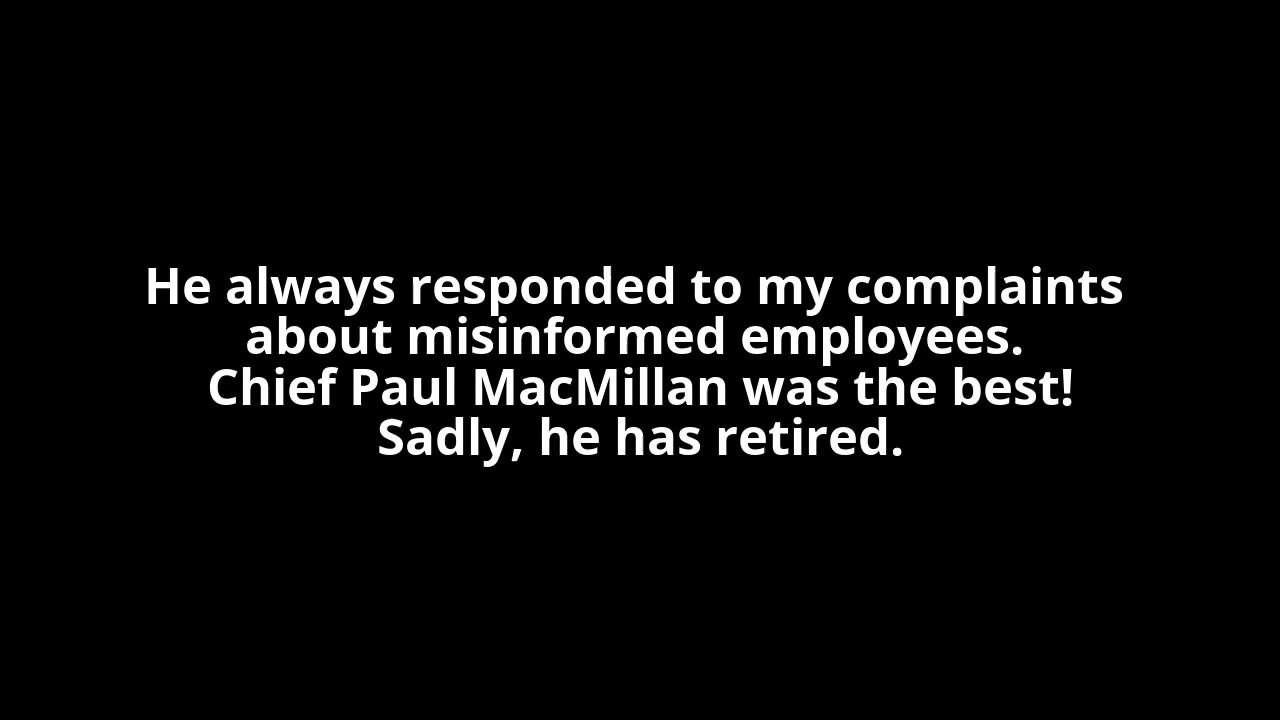 He always responded to my complaints
about misinformed employees.
Chief Paul MacMillan was the best!
Sadly, he has retired.